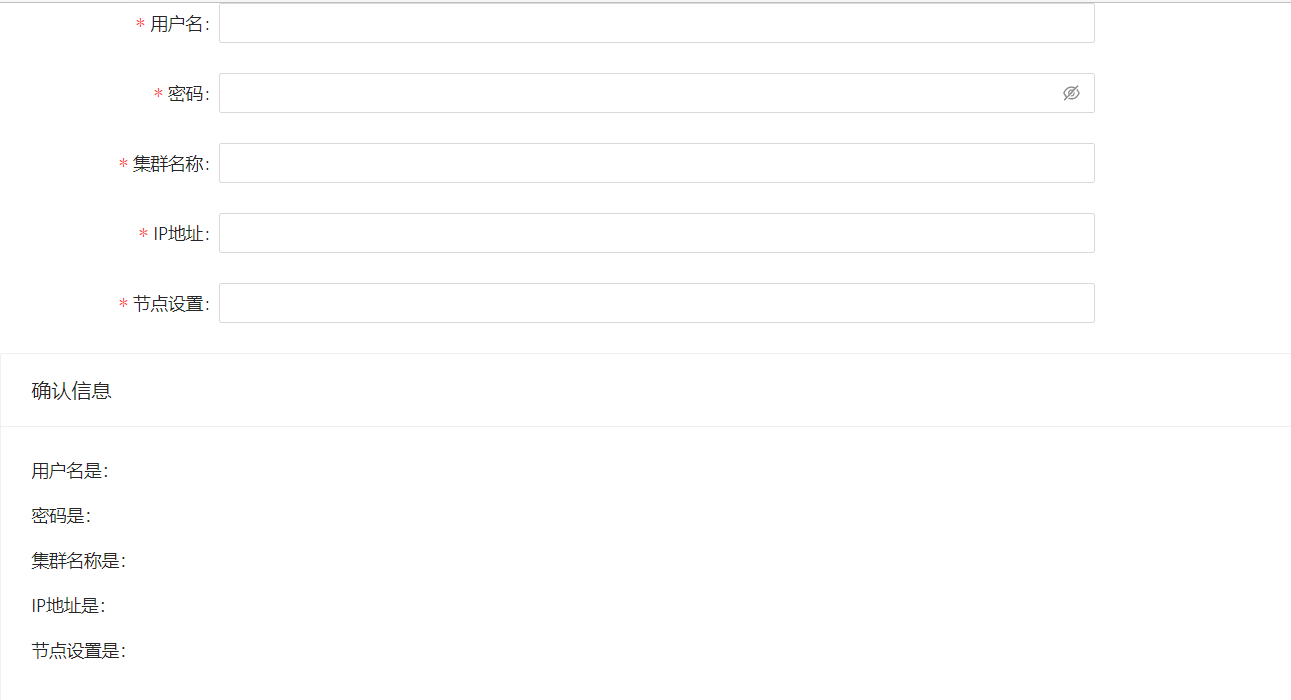 * 用户名:
* 密码:
* 集群名称:
* IP地址:
* 节点设置:
确认信息
用户名是：
密码是：
集群名称是：
IP地址是：
节点设置是：